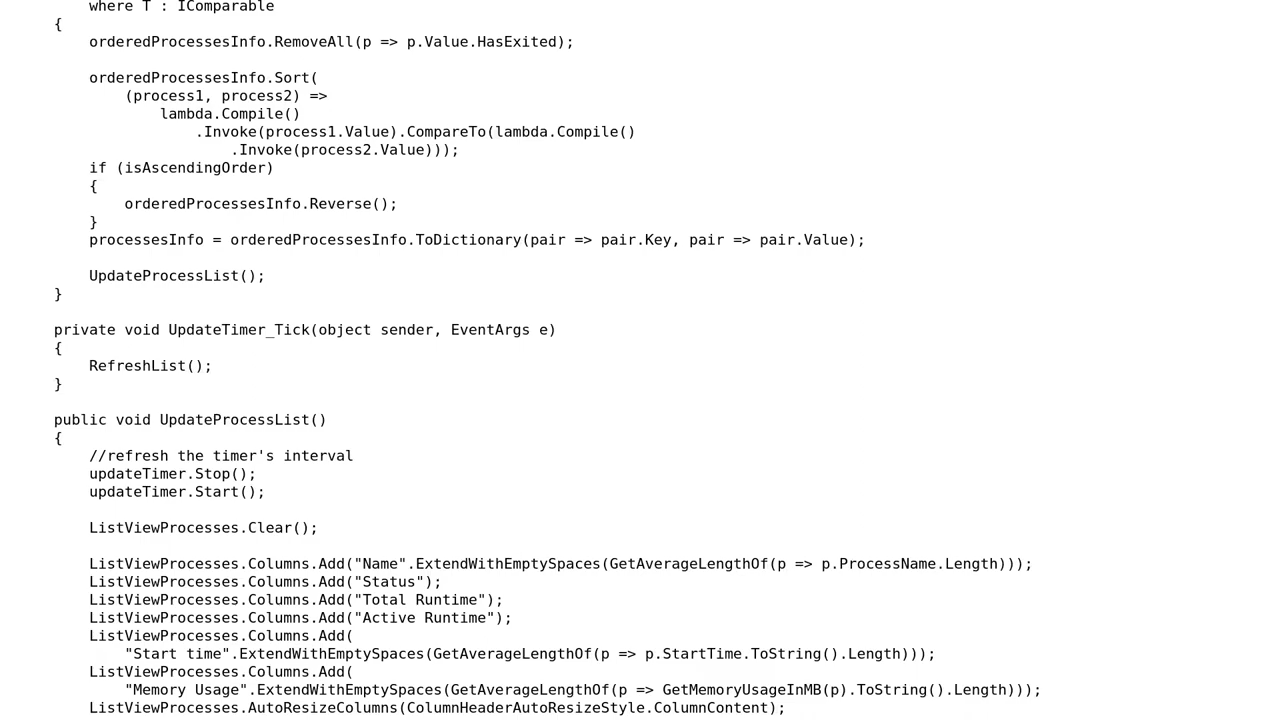 where T : IComparable
{
orderedProcessesInfo.RemoveAll(p => p.Value.HasExited);
orderedProcessesInfo.Sort(
(process1, process2) =>
lambda.Compile()
.Invoke(process1.Value).CompareTo(lambda.Compile()
.Invoke(process2.Value)));
if (isAscendingOrder)
{
orderedProcessesInfo.Reverse();
}
processesInfo = orderedProcessesInfo.ToDictionary(pair => pair.Key, pair => pair.Value);
UpdateProcessList();
}
private void UpdateTimer_Tick(object sender, EventArgs e)
{
RefreshList();
}
public void UpdateProcessList()
{
//refresh the timer's interval
updateTimer.Stop();
updateTimer.Start();
ListViewProcesses.Clear();
ListViewProcesses.Columns.Add("Name".ExtendWithEmptySpaces(GetAverageLengthOf(p => p.ProcessName.Length)));
ListViewProcesses.Columns.Add("Status");
ListViewProcesses.Columns.Add("Total Runtime");
ListViewProcesses.Columns.Add("Active Runtime");
ListViewProcesses.Columns.Add(
"Start time".ExtendWithEmptySpaces(GetAverageLengthOf(p => p.StartTime.ToString().Length)));
ListViewProcesses.Columns.Add(
"Memory Usage".ExtendWithEmptySpaces(GetAverageLengthOf(p => GetMemoryUsageInMB(p).ToString().Length)));
ListViewProcesses.AutoResizeColumns(ColumnHeaderAutoResizeStyle.ColumnContent);